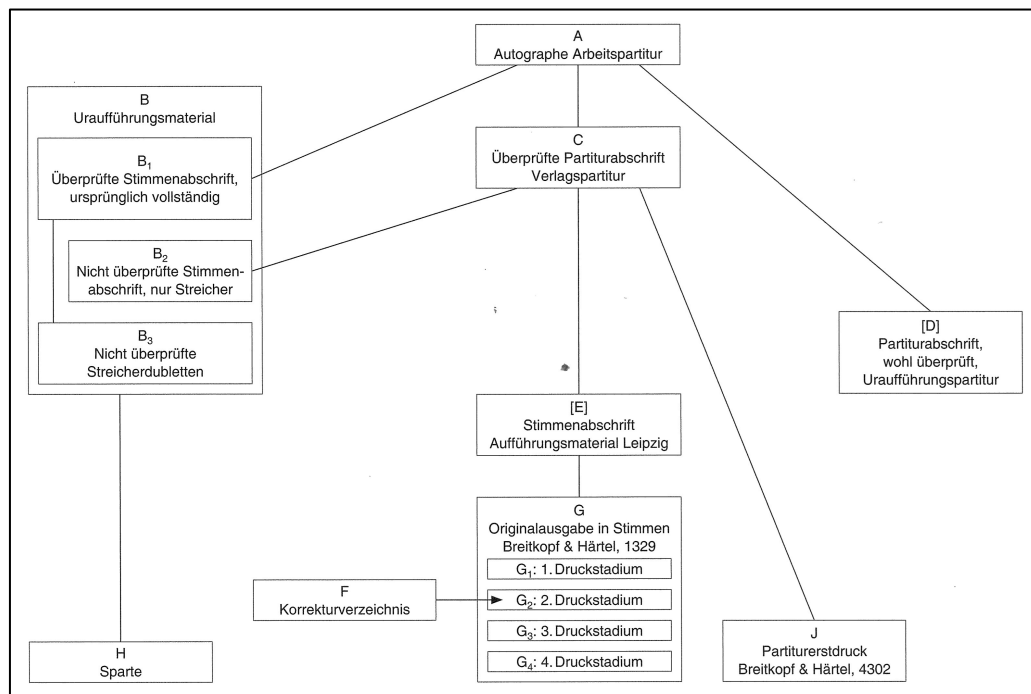 A
Autographe Arbeitspartitur
B
Uraufführungsmaterial
B₁
Überprüfte Stimmenabschrift,
ursprünglich vollständig
B₂
Nicht überprüfte Stimmen-
abschrift, nur Streicher
B₃
Nicht überprüfte
Streicherdubletten
C
Überprüfte Partiturabschrift
Verlagspartitur
[D]
Partiturabschrift,
wohl überprüft,
Uraufführungspartitur
[E]
Stimmenabschrift
Aufführungsmaterial Leipzig
G
Originalausgabe in Stimmen
Breitkopf & Härtel, 1329
G₁: 1. Druckstadium
G₂: 2. Druckstadium
G₃: 3. Druckstadium
G₄: 4. Druckstadium
F
Korrekturverzeichnis
H
Sparte
J
Partiturerstdruck
Breitkopf & Härtel, 4302